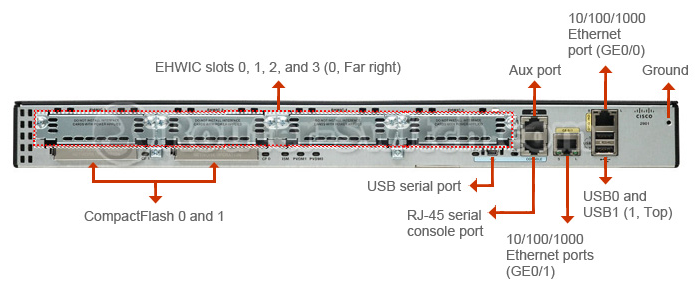 10/100/1000
Ethernet
port (GE0/0)
EHWIC slots 0, 1, 2, and 3 (0, Far right)
Aux port
Ground
CISCO
2901
USB serial port
CompactFlash 0 and 1
RJ-45 serial
console port
USB0 and
USB1 (1, Top)
10/100/1000
Ethernet ports
(GE0/1)